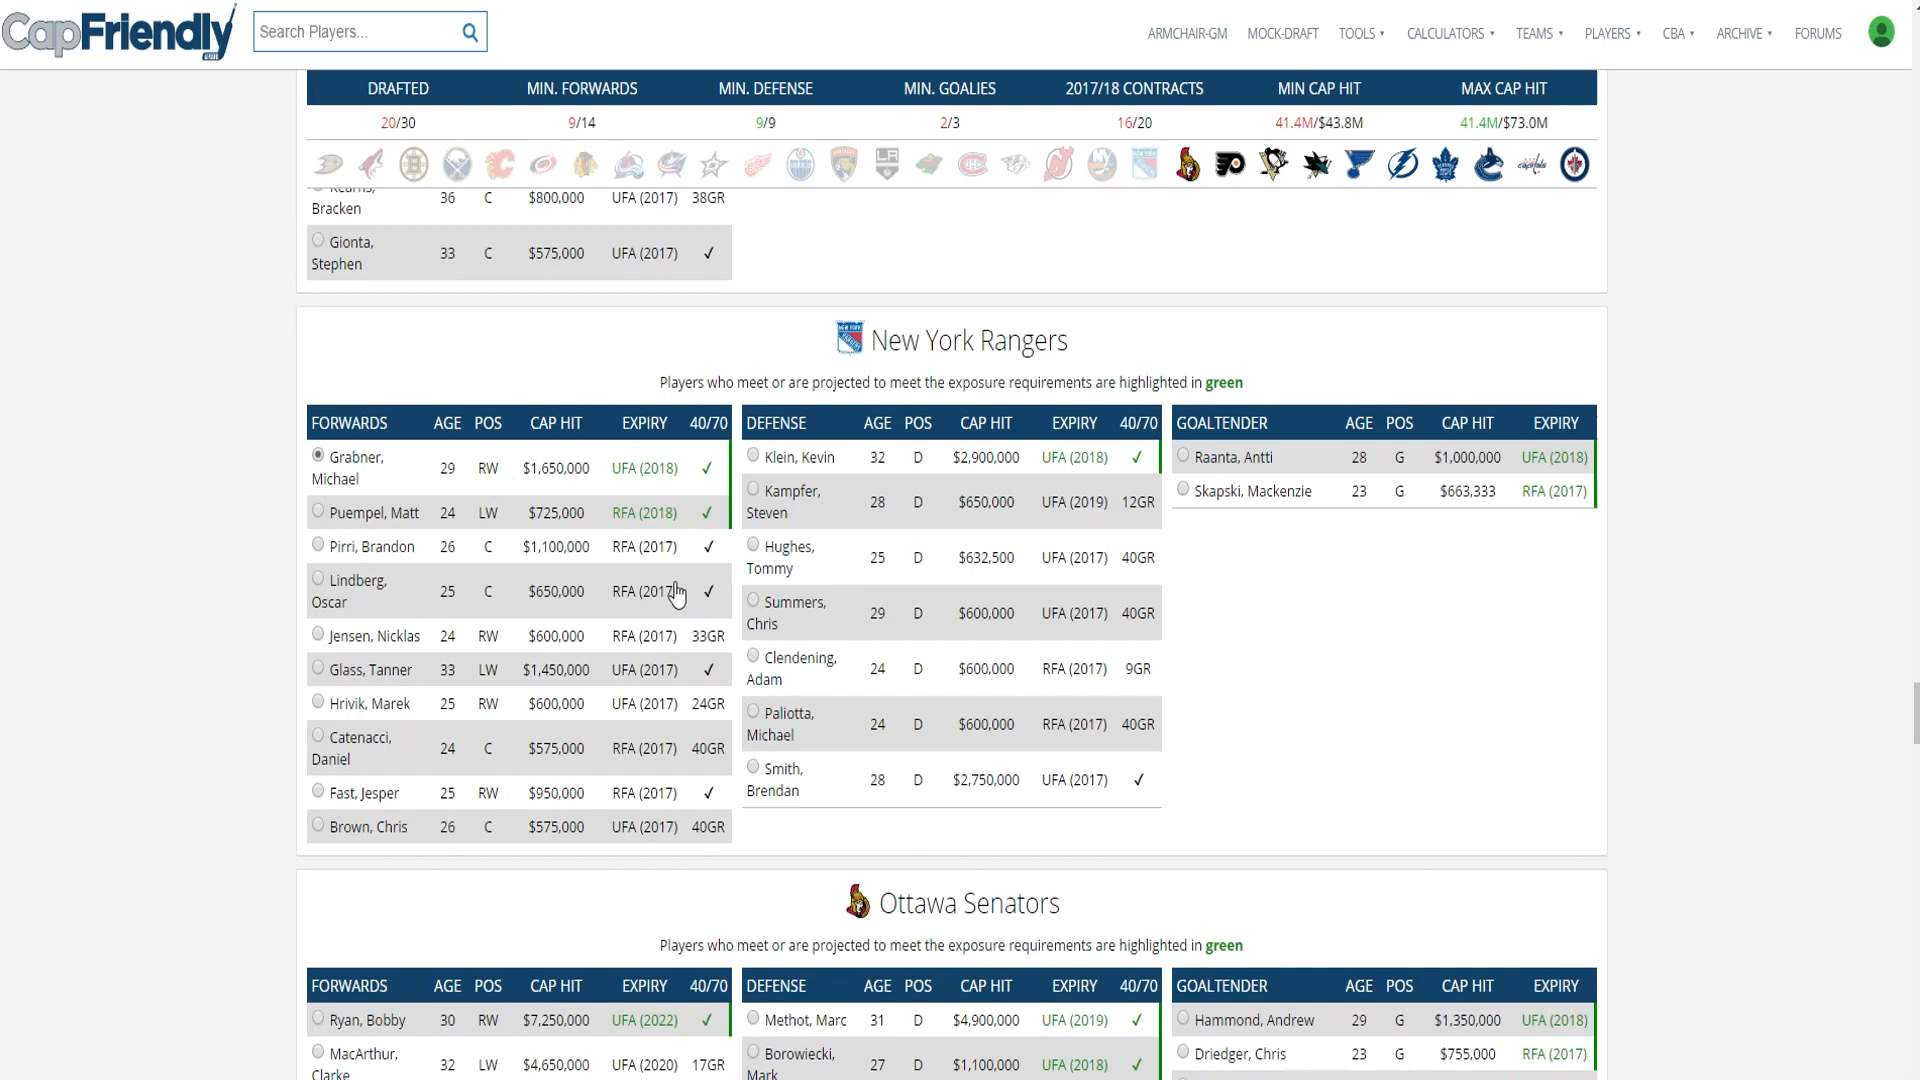 CapFriendly
Search Players...
ARMCHAIR-GM MOCK-DRAFT TOOLS CALCULATORS TEAMS PLAYERS CBA ARCHIVE FORUMS
DRAFTED MIN. FORWARDS MIN. DEFENSE MIN. GOALIES 2017/18 CONTRACTS MIN CAP HIT MAX CAP HIT
20/30 9/14 9/9 2/3 16/20 41.4M/$43.8M 41.4M/$73.0M
Bracken 36 C $800,000 UFA (2017) 38GR
Gionta, Stephen 33 C $575,000 UFA (2017) ✓
New York Rangers
Players who meet or are projected to meet the exposure requirements are highlighted in green
FORWARDS AGE POS CAP HIT EXPIRY 40/70
Grabner, Michael 29 RW $1,650,000 UFA (2018) ✓
Puempel, Matt 24 LW $725,000 RFA (2018) ✓
Pirri, Brandon 26 C $1,100,000 RFA (2017) ✓
Lindberg, Oscar 25 C $650,000 RFA (2017) ✓
Jensen, Nicklas 24 RW $600,000 RFA (2017) 33GR
Glass, Tanner 33 LW $1,450,000 UFA (2017) ✓
Hrivik, Marek 25 RW $600,000 UFA (2017) 24GR
Catenacci, Daniel 24 C $575,000 RFA (2017) 40GR
Fast, Jesper 25 RW $950,000 RFA (2017) ✓
Brown, Chris 26 C $575,000 UFA (2017) 40GR
DEFENSE AGE POS CAP HIT EXPIRY 40/70
Klein, Kevin 32 D $2,900,000 UFA (2018) ✓
Kampfer, Steven 28 D $650,000 UFA (2019) 12GR
Hughes, Tommy 25 D $632,500 UFA (2017) 40GR
Summers, Chris 29 D $600,000 UFA (2017) 40GR
Clendening, Adam 24 D $600,000 RFA (2017) 9GR
Paliotta, Michael 24 D $600,000 RFA (2017) 40GR
Smith, Brendan 28 D $2,750,000 UFA (2017) ✓
GOALTENDER AGE POS CAP HIT EXPIRY
Raanta, Antti 28 G $1,000,000 UFA (2018)
Skapski, Mackenzie 23 G $663,333 RFA (2017)
Ottawa Senators
Players who meet or are projected to meet the exposure requirements are highlighted in green
FORWARDS AGE POS CAP HIT EXPIRY 40/70
Ryan, Bobby 30 RW $7,250,000 UFA (2022) ✓
MacArthur, Clarke 32 LW $4,650,000 UFA (2020) 17GR
DEFENSE AGE POS CAP HIT EXPIRY 40/70
Methot, Marc 31 D $4,900,000 UFA (2019) ✓
Borowiecki, Mark 27 D $1,100,000 UFA (2018) ✓
GOALTENDER AGE POS CAP HIT EXPIRY
Hammond, Andrew 29 G $1,350,000 UFA (2018)
Driedger, Chris 23 G $755,000 RFA (2017)